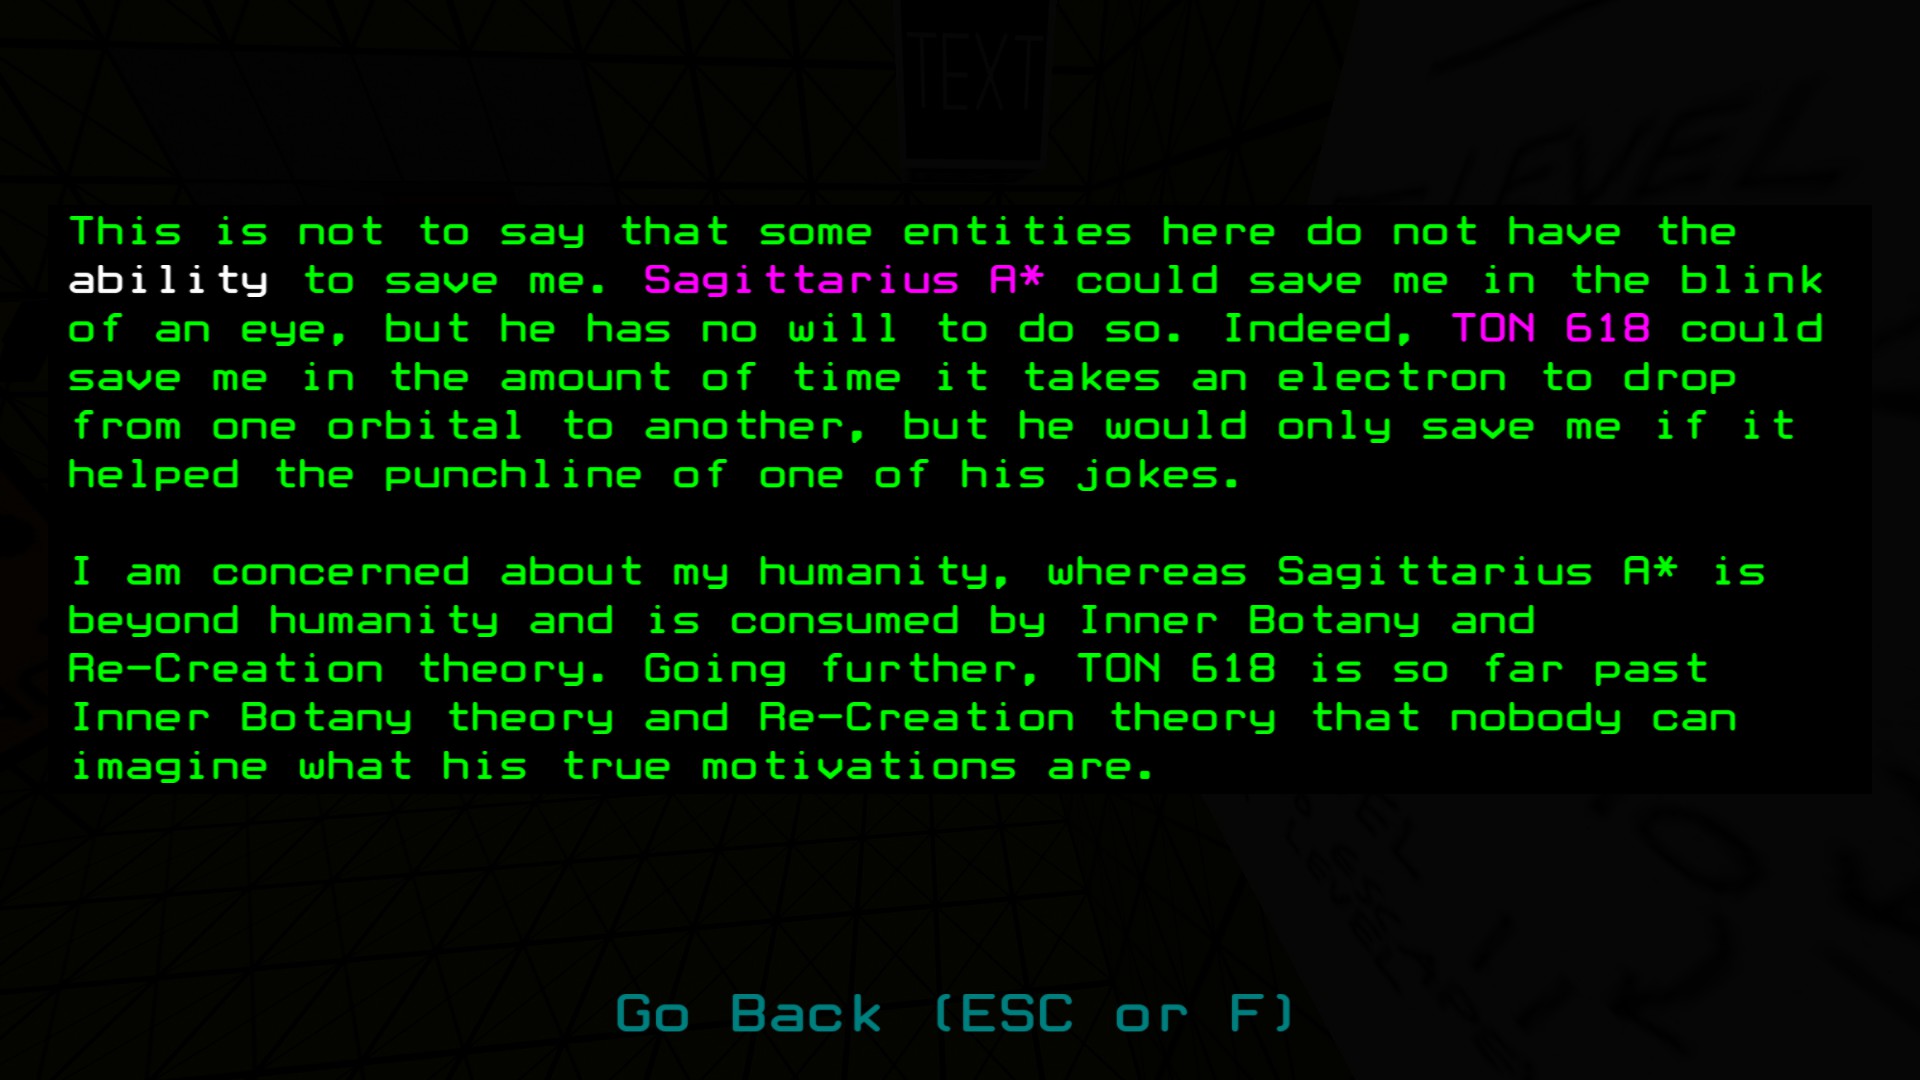 TEXT
LEVEL
This is not to say that some entities here do not have the
ability to save me. Sagittarius A* could save me in the blink
of an eye, but he has no will to do so. Indeed, TON 618 could
save me in the amount of time it takes an electron to drop
from one orbital to another, but he would only save me if it
helped the punchline of one of his jokes.
I am concerned about my humanity, whereas Sagittarius A* is
beyond humanity and is consumed by Inner Botany and
Re-Creation theory. Going further, TON 618 is so far past
Inner Botany theory and Re-Creation theory that nobody can
imagine what his true motivations are.
Go Back (ESC or F)